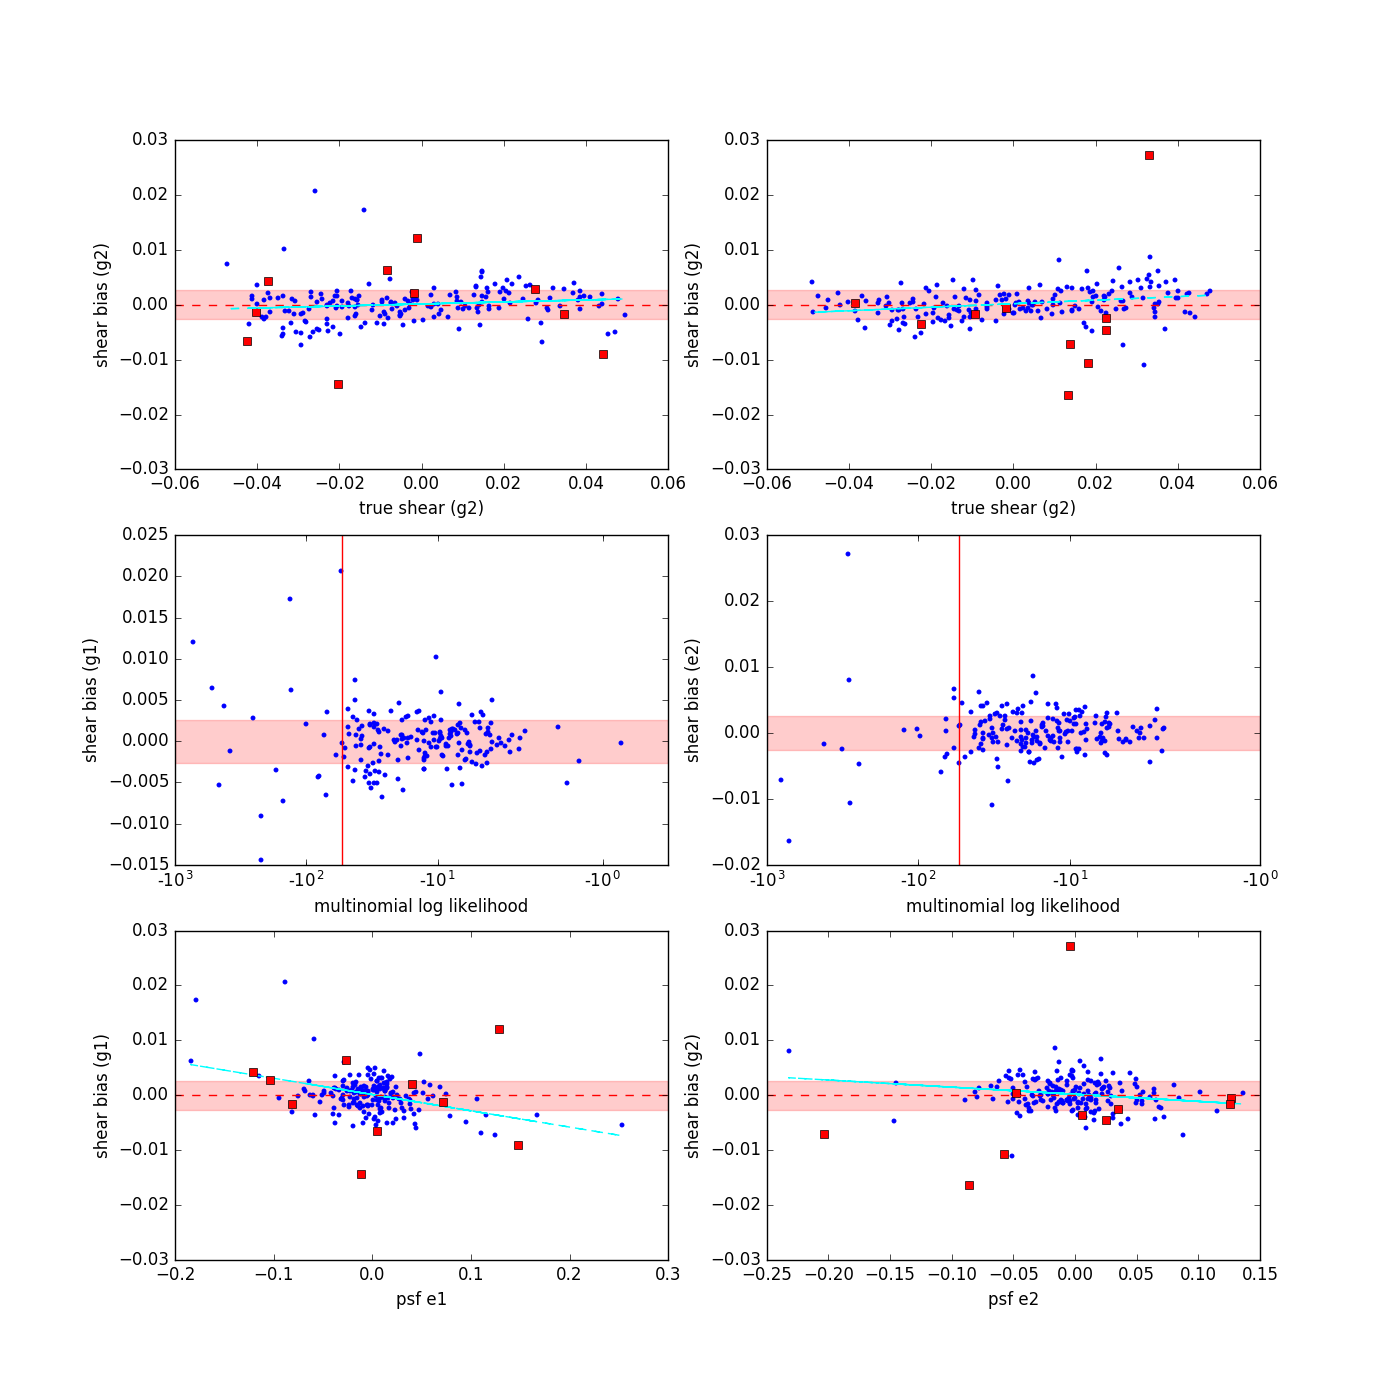 0.03 0.03
0.02 0.02
0.01 0.01
0.00 0.00
−0.01 −0.01
−0.02 −0.02
−0.03 −0.03
shear bias (g2) shear bias (g2)
−0.06 −0.04 −0.02 0.00 0.02 0.04 0.06 −0.06 −0.04 −0.02 0.00 0.02 0.04 0.06
true shear (g2) true shear (g2)
0.025 0.03
0.020 0.02
0.015 0.01
0.010 0.00
0.005 −0.01
0.000 −0.02
−0.005
−0.010
−0.015
shear bias (g1) shear bias (e2)
-10³ -10² -10¹ -10⁰ -10³ -10² -10¹ -10⁰
multinomial log likelihood multinomial log likelihood
0.03 0.03
0.02 0.02
0.01 0.01
0.00 0.00
−0.01 −0.01
−0.02 −0.02
−0.03 −0.03
shear bias (g1) shear bias (g2)
−0.2 −0.1 0.0 0.1 0.2 0.3 −0.25 −0.20 −0.15 −0.10 −0.05 0.00 0.05 0.10 0.15
psf e1 psf e2